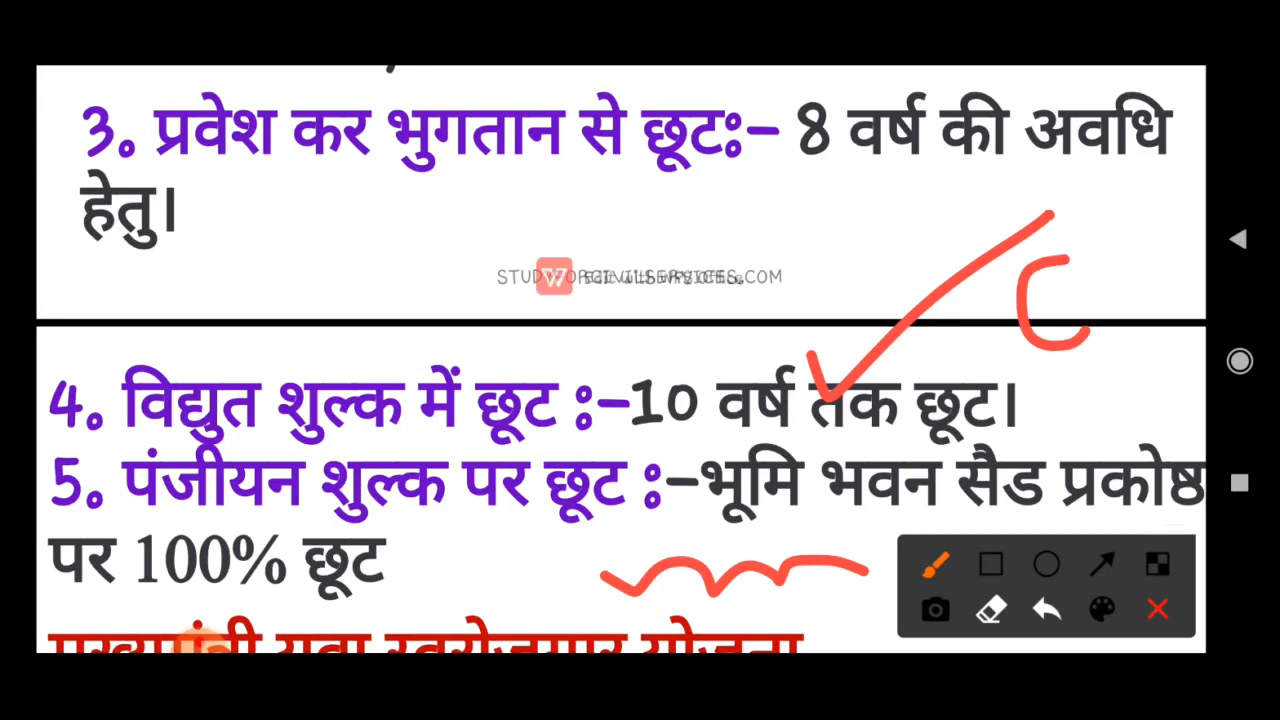 3. प्रवेश कर भुगतान से छूट:- 8 वर्ष की अवधि
हेतु।
4. विद्युत शुल्क में छूट :-10 वर्ष तक छूट।
C
5. पंजीयन शुल्क पर छूट :-भूमि भवन सैड प्रकोष्ठ
पर 100% छूट